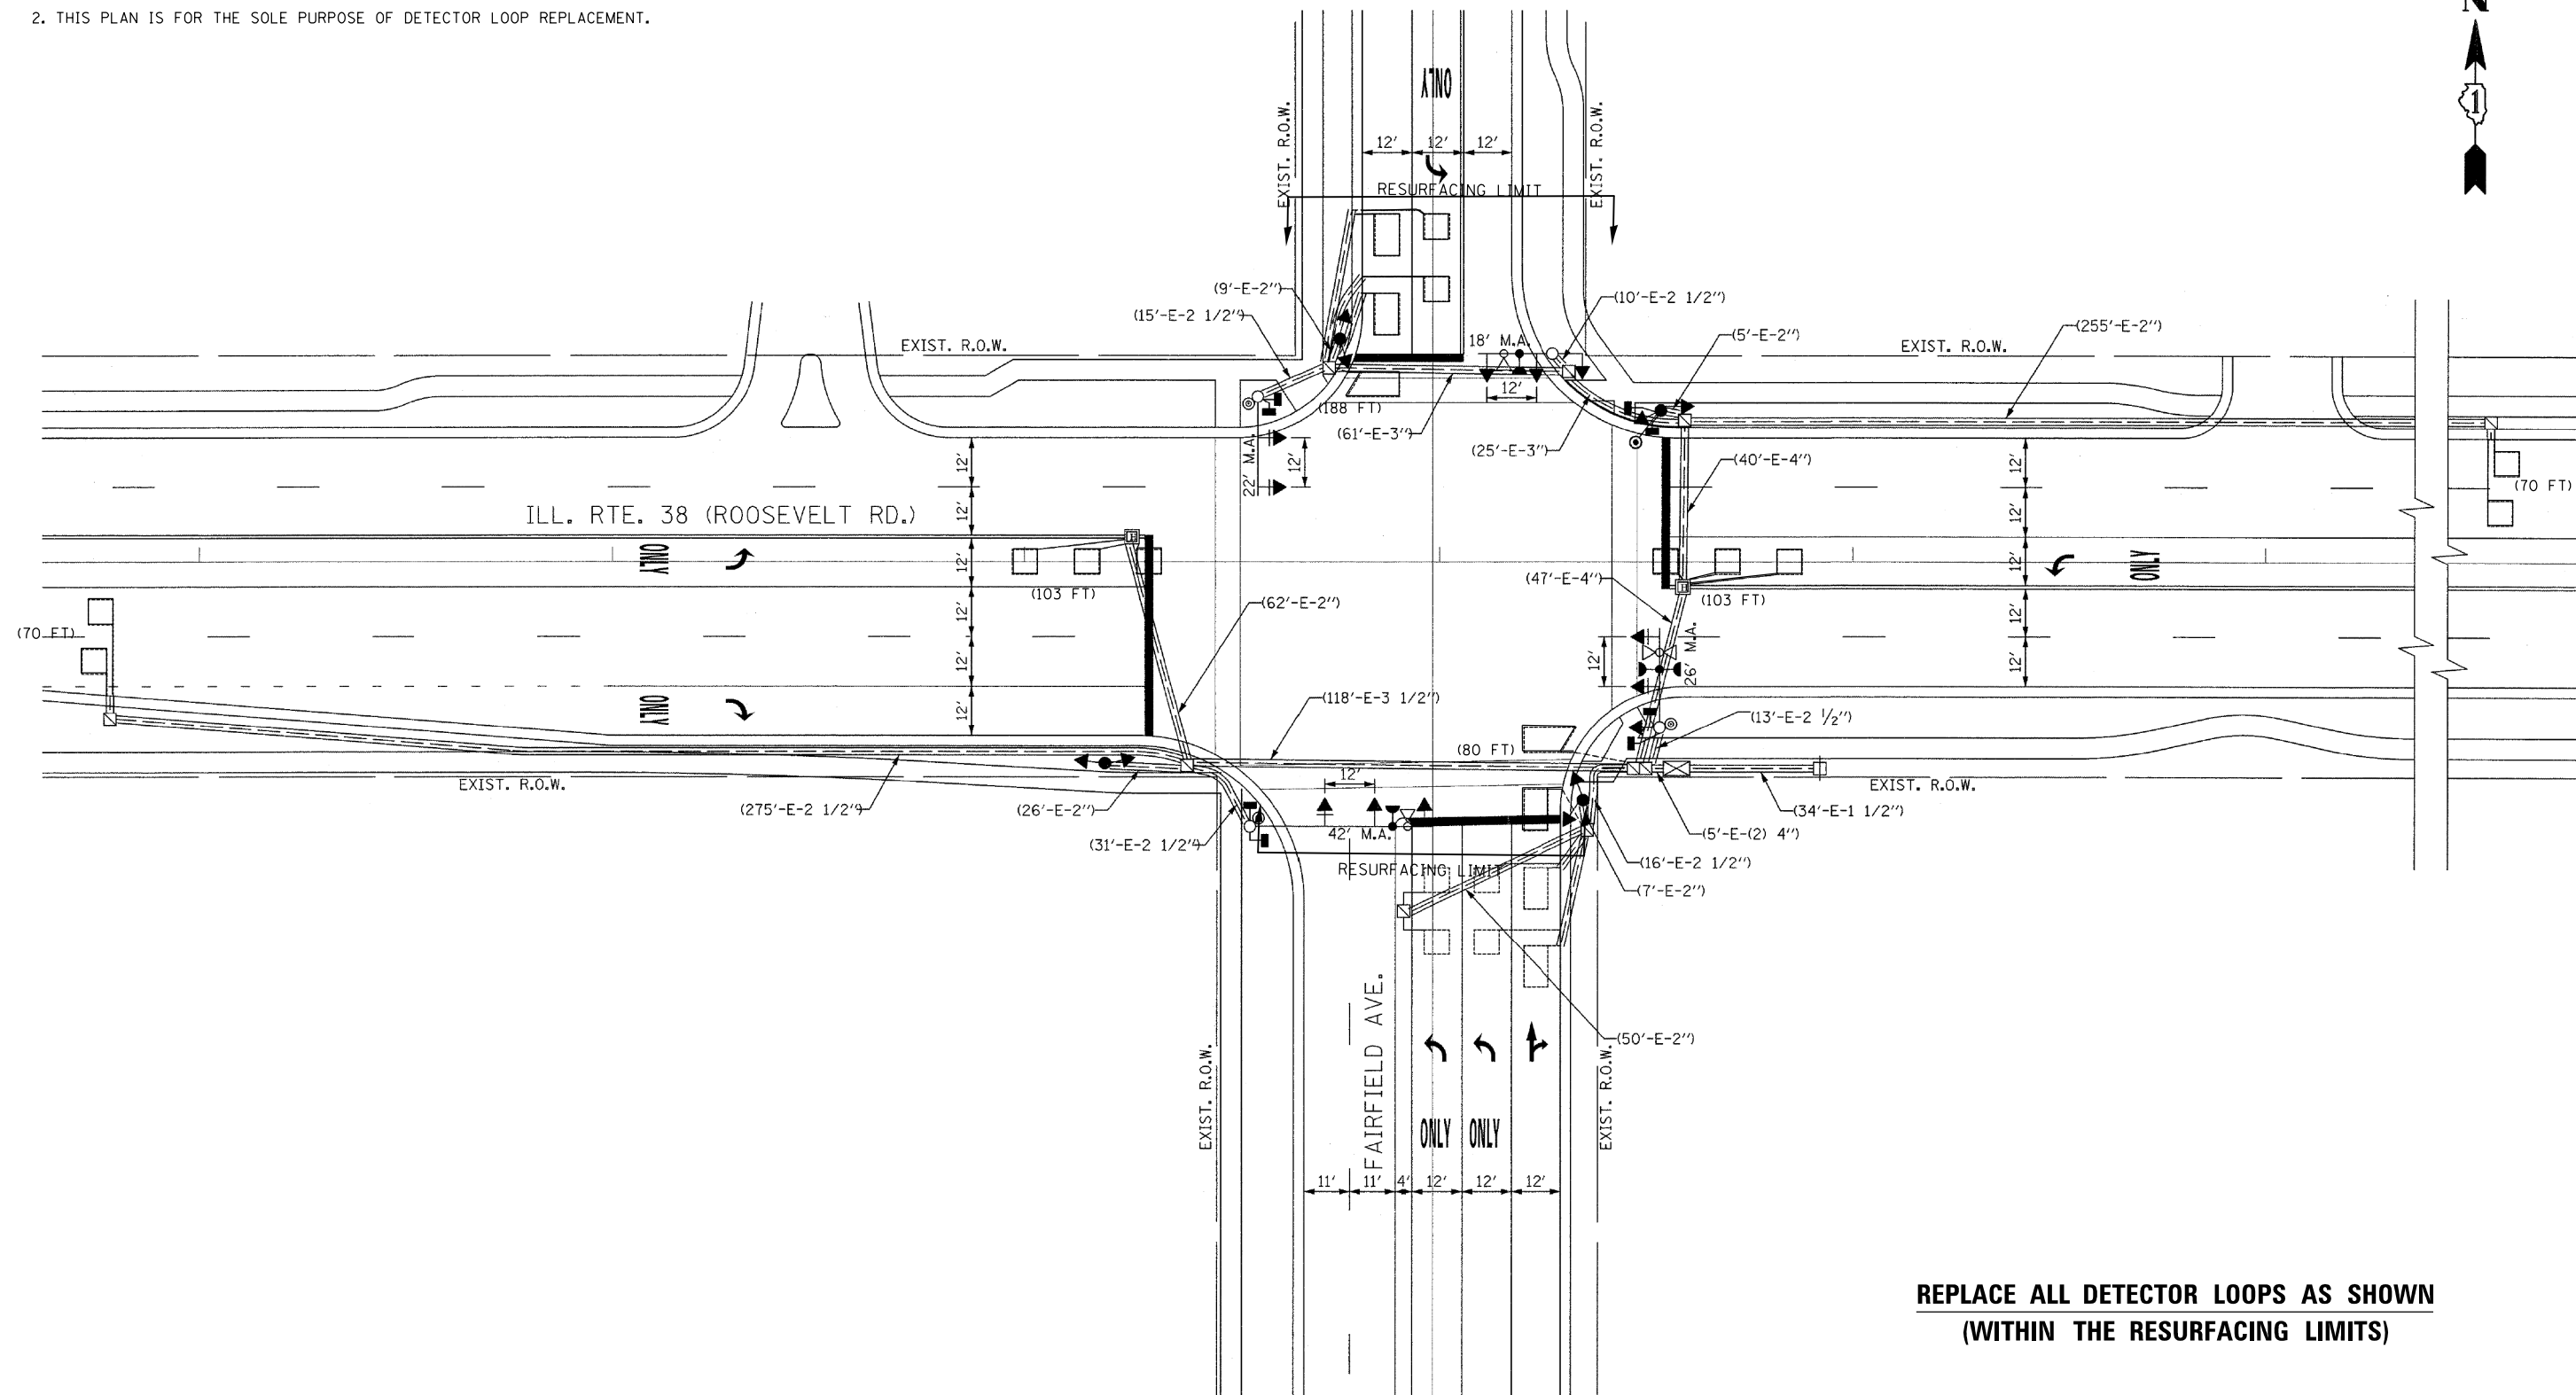 2. THIS PLAN IS FOR THE SOLE PURPOSE OF DETECTOR LOOP REPLACEMENT.
N
1
ONLY
EXIST. R.O.W.
EXIST. R.O.W.
12' 12' 12'
RESURFACING LIMIT
(9'-E-2")
(15'-E-2 1/2")
(10'-E-2 1/2")
(5'-E-2")
(255'-E-2")
EXIST. R.O.W.
18' M.A.
EXIST. R.O.W.
12'
(188 FT)
(61'-E-3")
(25'-E-3")
(40'-E-4")
22' M.A.
12'
12'
12'
12'
12'
12'
12'
(70 FT)
ILL. RTE. 38 (ROOSEVELT RD.)
ONLY
12'
12'
12'
12'
12'
12'
12'
ONLY
(103 FT)
(47'-E-4")
(103 FT)
(62'-E-2")
(70 FT)
26' M.A.
ONLY
(118'-E-3 1/2")
(13'-E-2 1/2")
(80 FT)
12'
EXIST. R.O.W.
EXIST. R.O.W.
(275'-E-2 1/2")
(26'-E-2")
(34'-E-1 1/2")
42' M.A.
(5'-E-(2) 4")
(31'-E-2 1/2")
(16'-E-2 1/2")
RESURFACING LIMIT
(7'-E-2")
(50'-E-2")
FAIRFIELD AVE.
EXIST. R.O.W.
EXIST. R.O.W.
ONLY ONLY
11' 11' 4' 12' 12' 12'
REPLACE ALL DETECTOR LOOPS AS SHOWN
(WITHIN THE RESURFACING LIMITS)